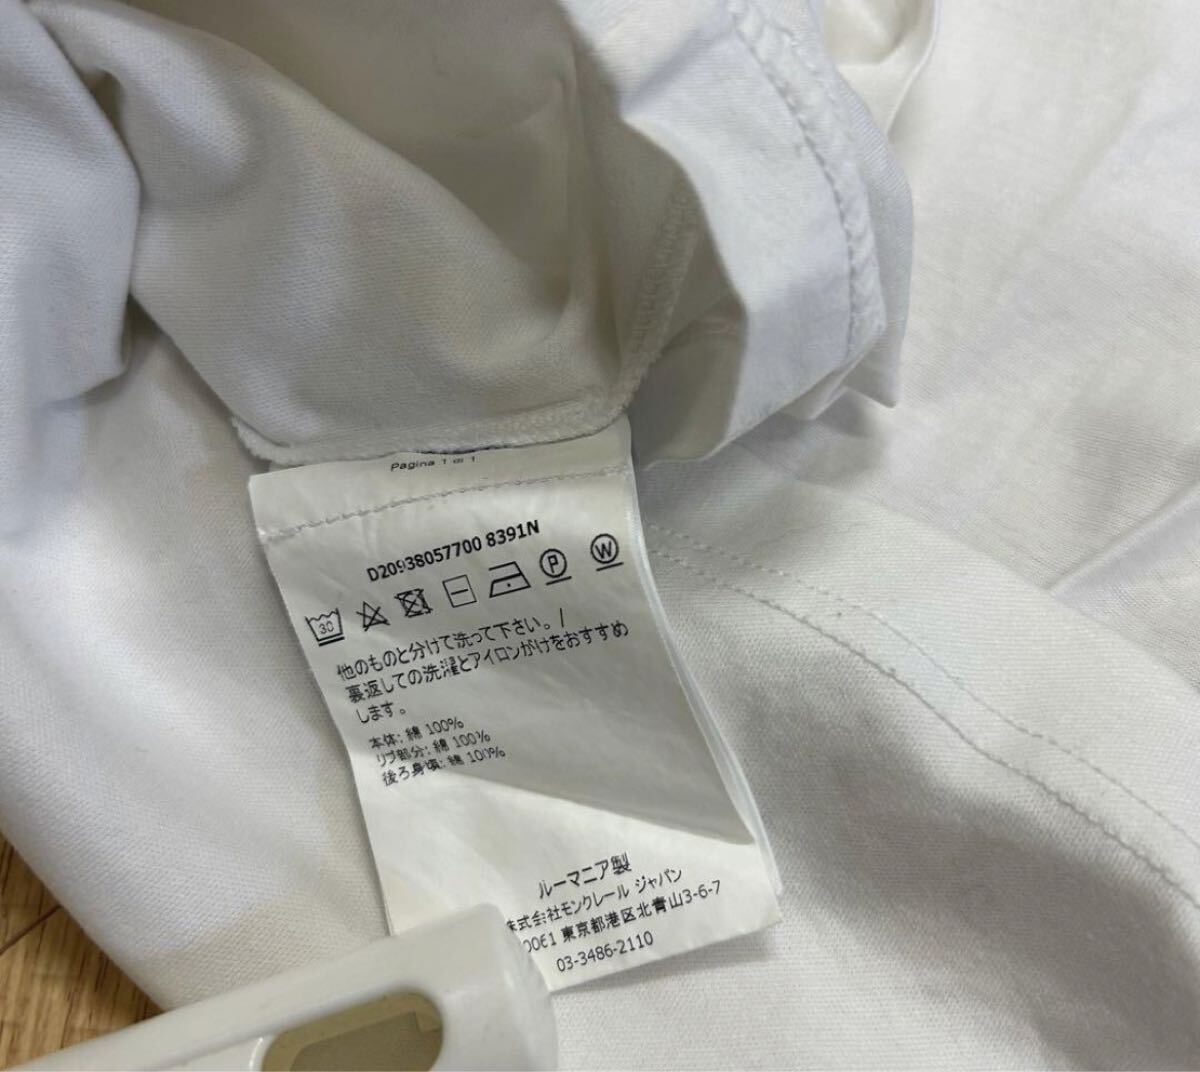 Pagina 1 di 1
D20938057700 8391N
30
P
W
他のものと分けて洗って下さい。/
裏返しての洗濯とアイロンがけをおすすめ
します。
本体: 綿 100%
リブ部分: 綿 100%
後ろ身頃: 綿 100%
ルーマニア製
株式会社モンクレール ジャパン
0061 東京都港区北青山3-6-7
03-3486-2110